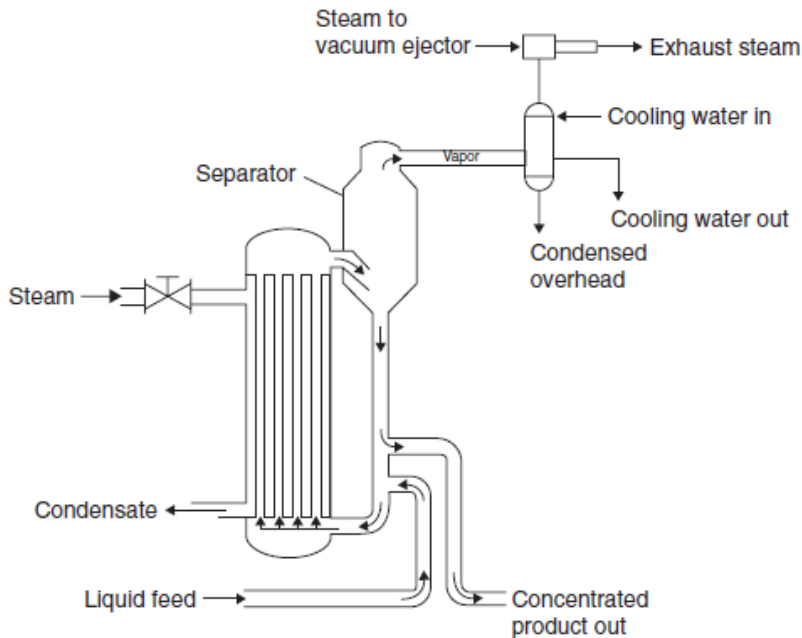 Steam to
vacuum ejector
Exhaust steam
Cooling water in
Vapor
Separator
Cooling water out
Condensed
overhead
Steam
Condensate
Liquid feed
Concentrated
product out